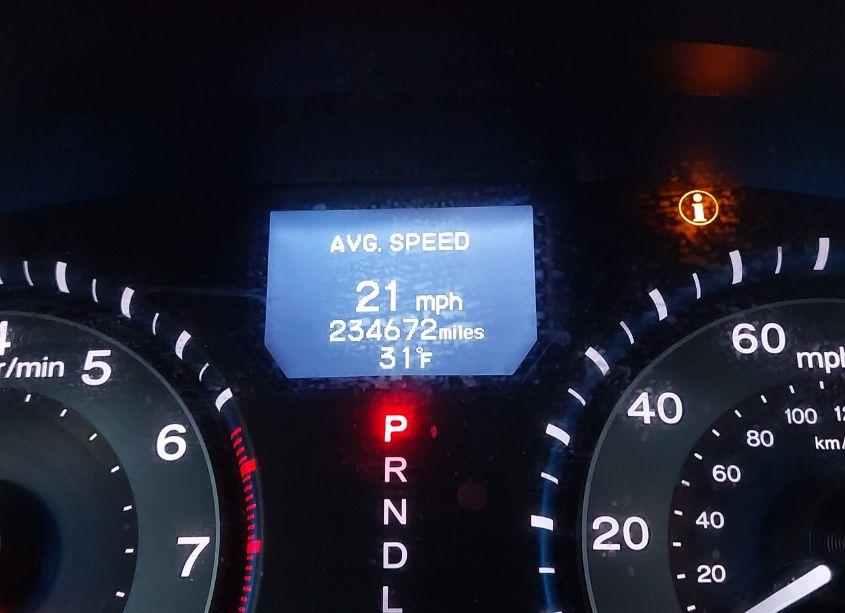 AVG. SPEED
21 mph
234672miles
31°F
P
R
N
D
L
4
r/min
5
6
7
i
60
mph
40
20
100
80
km/
60
40
20